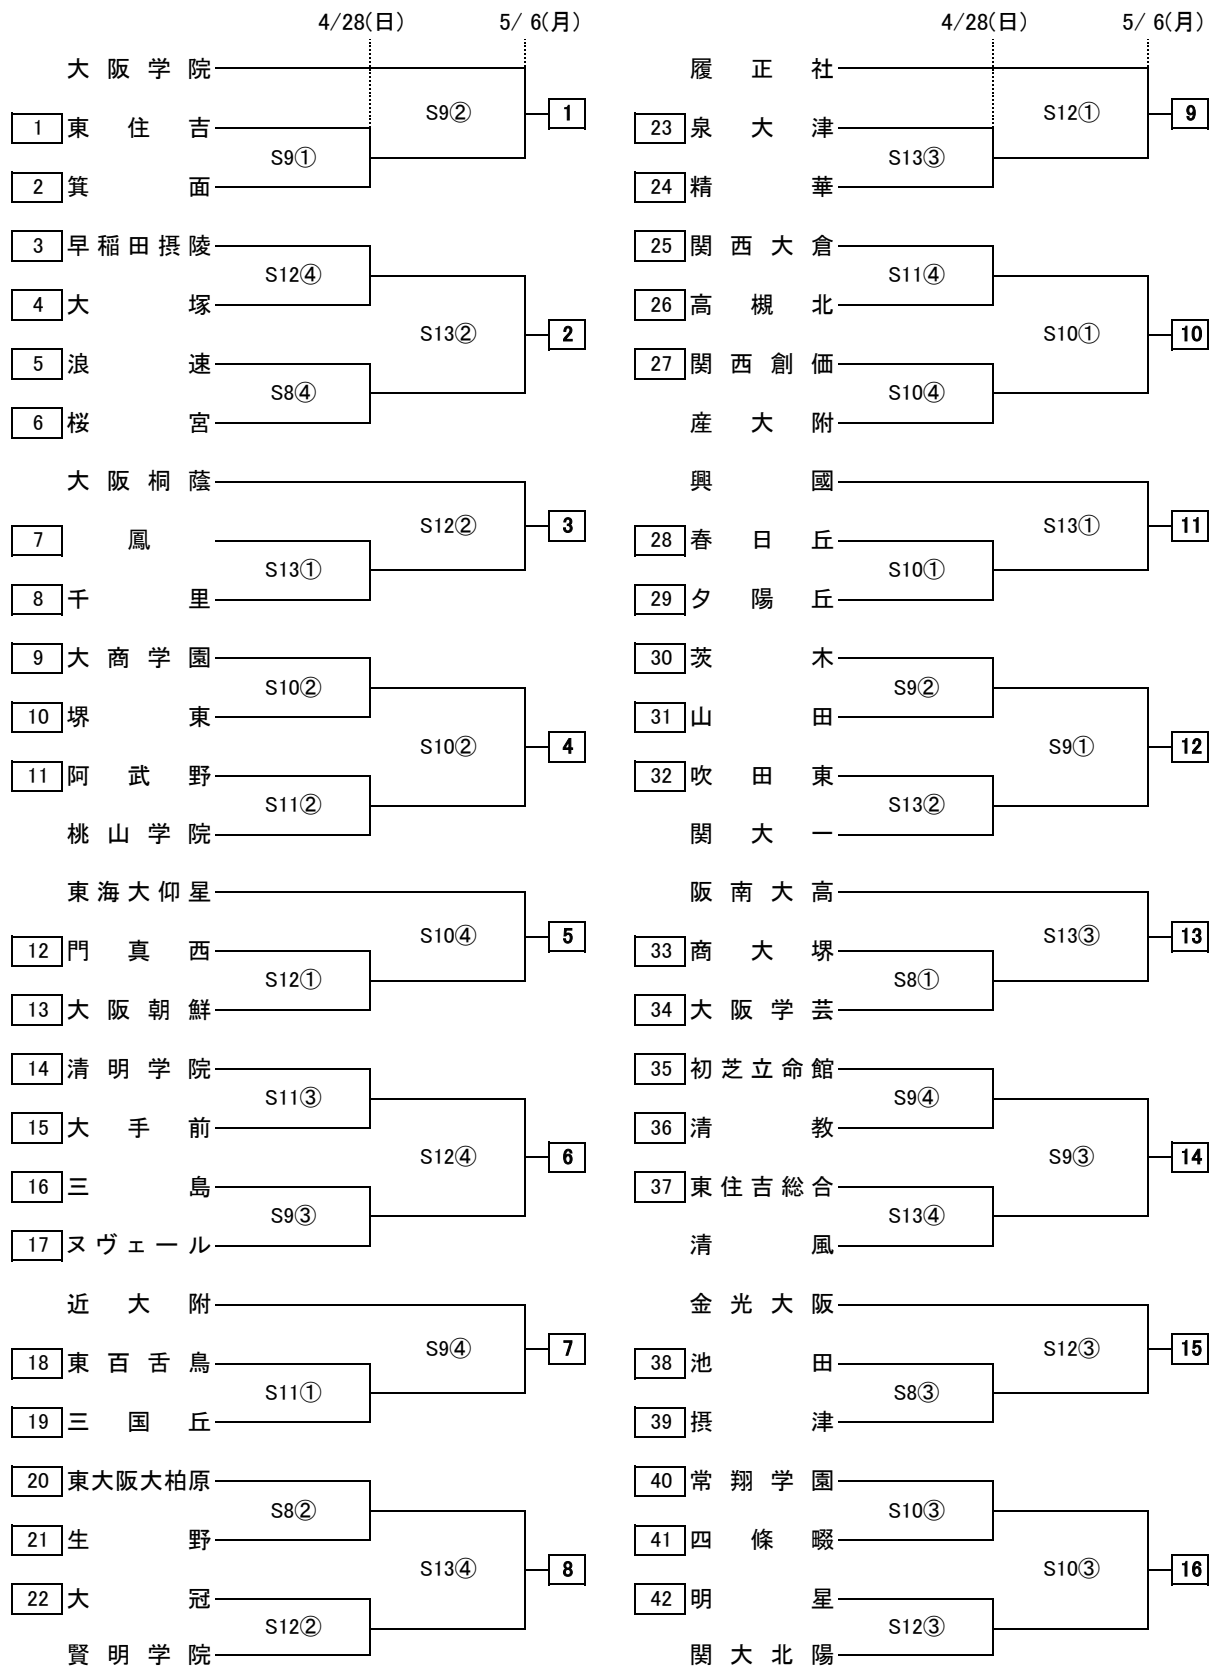 4/28(日) 5/ 6(月)
大阪学院
S9②
1
1 東住吉
S9①
2 箕面
3 早稲田摂陵
S12④
4 大塚
S13②
2
5 浪速
S8④
6 桜宮
大阪桐蔭
S12②
3
7 鳳
S13①
8 千里
9 大商学園
S10②
10 堺東
S10②
4
11 阿武野
S11②
桃山学院
東海大仰星
S10④
5
12 門真西
S12①
13 大阪朝鮮
14 清明学院
S11③
15 大手前
S12④
6
16 三島
S9③
17 ヌヴェール
近大附
S9④
7
18 東百舌鳥
S11①
19 三国丘
20 東大阪大柏原
S8②
21 生野
S13④
8
22 大冠
S12②
賢明学院
4/28(日) 5/ 6(月)
履正社
S12①
9
23 泉大津
S13③
24 精華
25 関西大倉
S11④
26 高槻北
S10①
10
27 関西創価
S10④
産大附
興國
S13①
11
28 春日丘
S10①
29 夕陽丘
30 茨木
S9②
31 山田
S9①
12
32 吹田東
S13②
関大一
阪南大高
S13③
13
33 商大堺
S8①
34 大阪学芸
35 初芝立命館
S9④
36 清教
S9③
14
37 東住吉総合
S13④
清風
金光大阪
S12③
15
38 池田
S8③
39 摂津
40 常翔学園
S10③
41 四條畷
S10③
16
42 明星
S12③
関大北陽